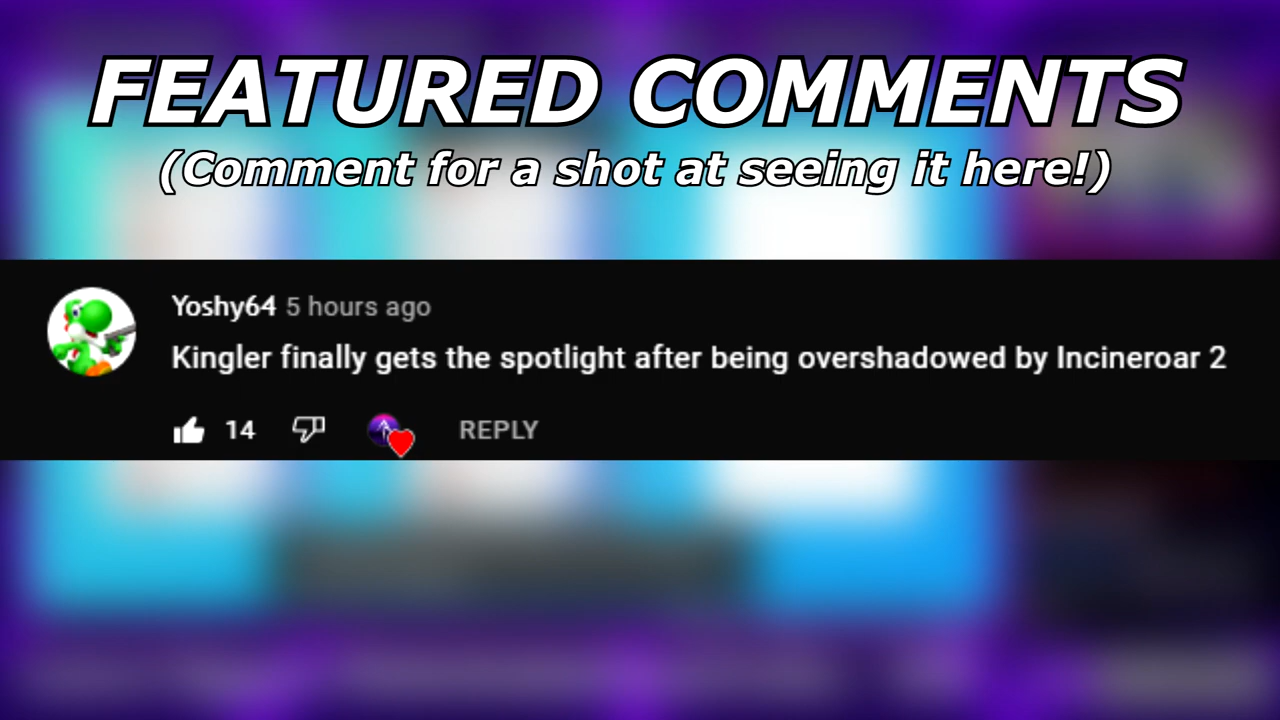 FEATURED COMMENTS
(Comment for a shot at seeing it here!)
Yoshy64 5 hours ago
Kingler finally gets the spotlight after being overshadowed by Incineroar 2
14 REPLY